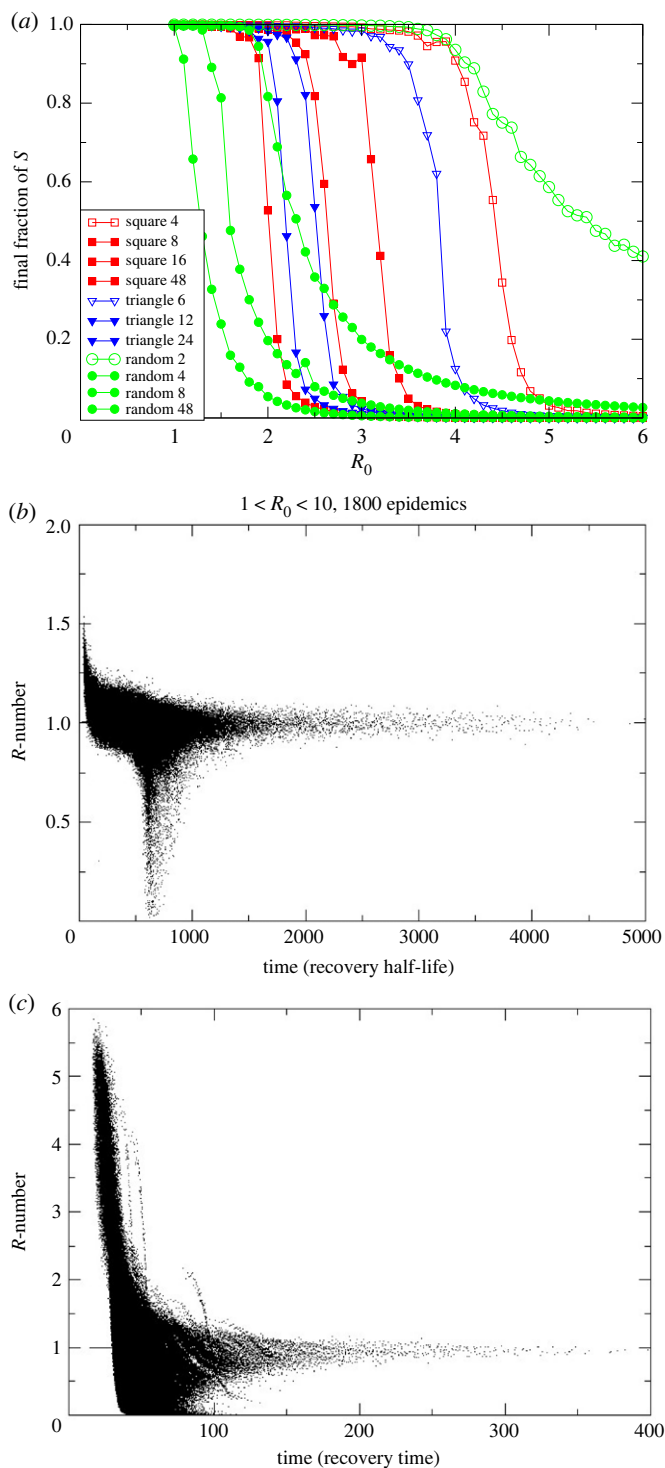 (a)
1.0
0.8
0.6
0.4
0.2
0
final fraction of S
square 4
square 8
square 16
square 48
triangle 6
triangle 12
triangle 24
random 2
random 4
random 8
random 48
1 2 3 4 5 6
R0
(b)
1 < R0 < 10, 1800 epidemics
2.0
1.5
1.0
0.5
R-number
0 1000 2000 3000 4000 5000
time (recovery half-life)
(c)
6
5
4
3
2
1
0
R-number
100 200 300 400
time (recovery time)